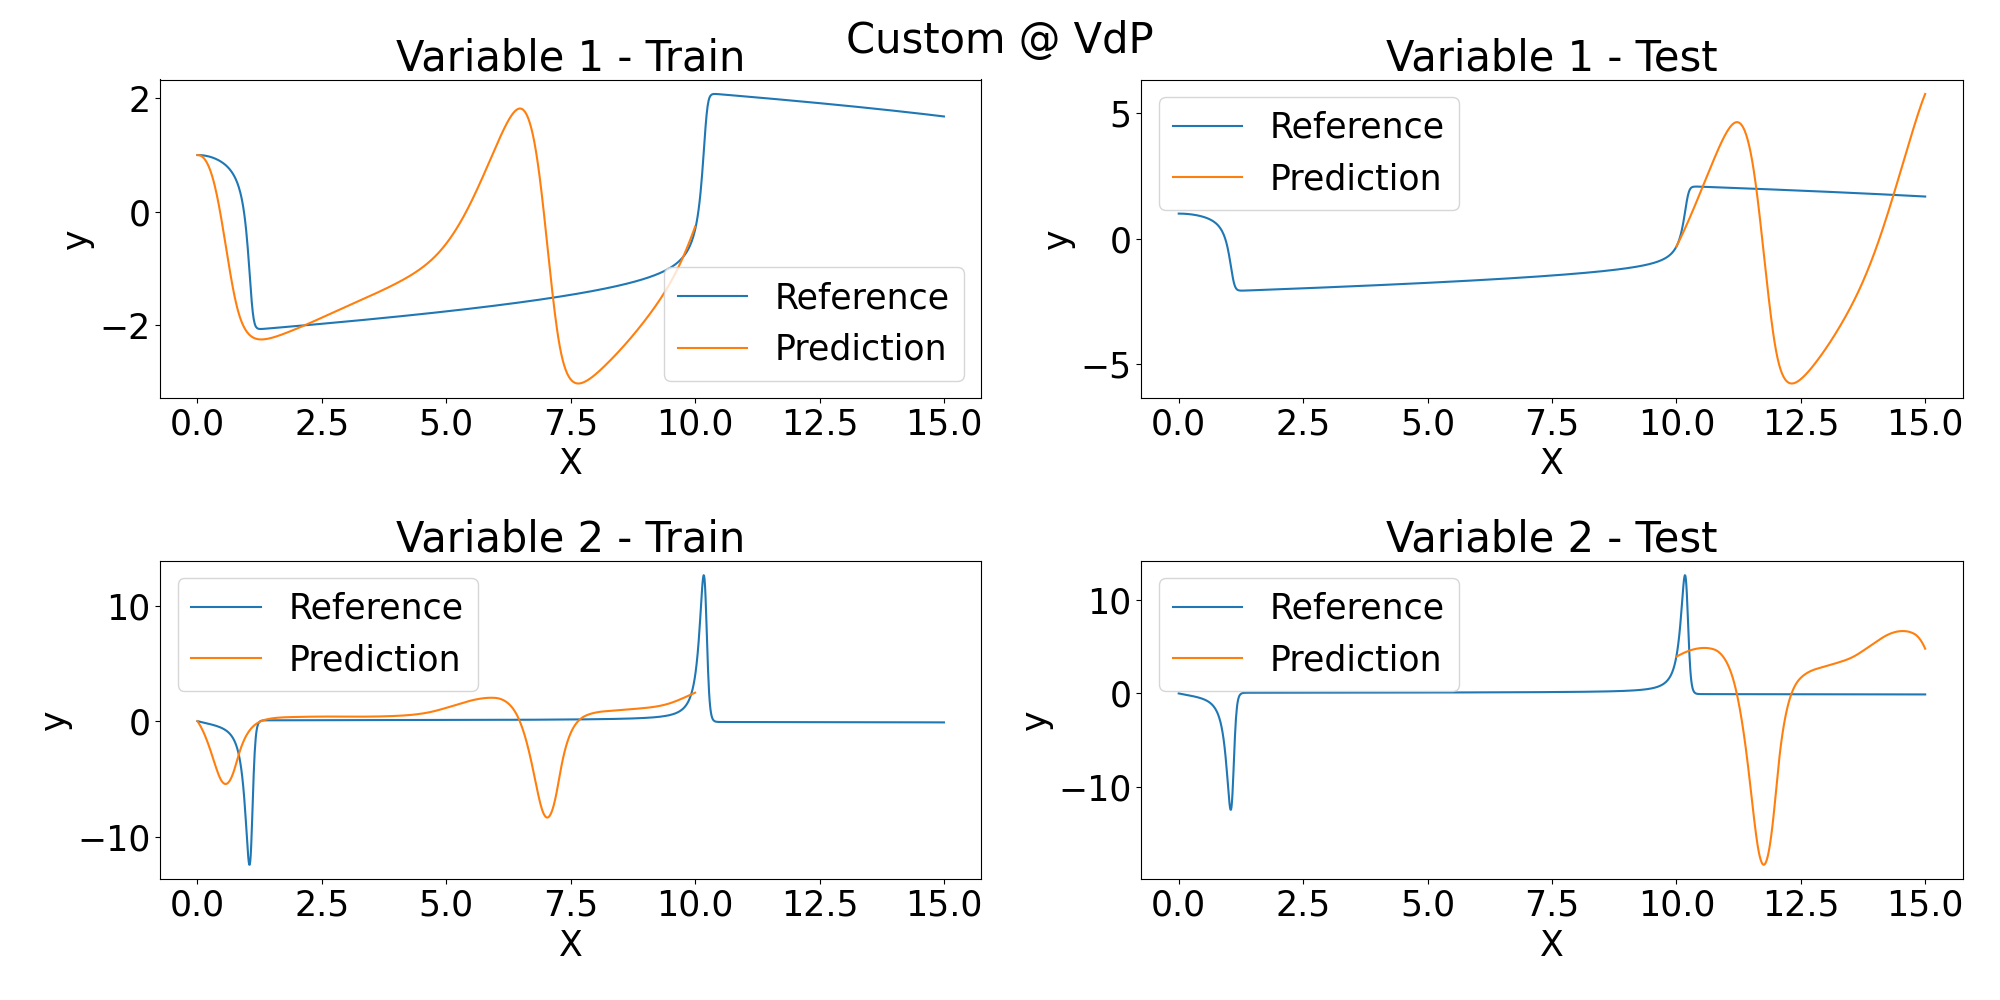 Custom @ VdP
Variable 1 - Train
2
0
−2
y
0.0 2.5 5.0 7.5 10.0 12.5 15.0
X
Reference
Prediction
Variable 1 - Test
5
0
−5
y
0.0 2.5 5.0 7.5 10.0 12.5 15.0
X
Reference
Prediction
Variable 2 - Train
10
0
−10
y
0.0 2.5 5.0 7.5 10.0 12.5 15.0
X
Reference
Prediction
Variable 2 - Test
10
0
−10
y
0.0 2.5 5.0 7.5 10.0 12.5 15.0
X
Reference
Prediction